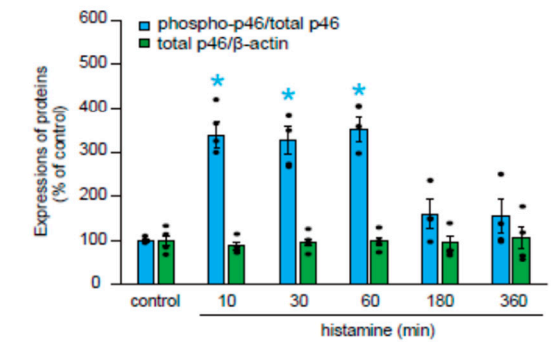 600
phospho-p46/total p46
total p46/β-actin
500
400
300
200
100
0
Expressions of proteins
(% of control)
* * *
control 10 30 60 180 360
histamine (min)